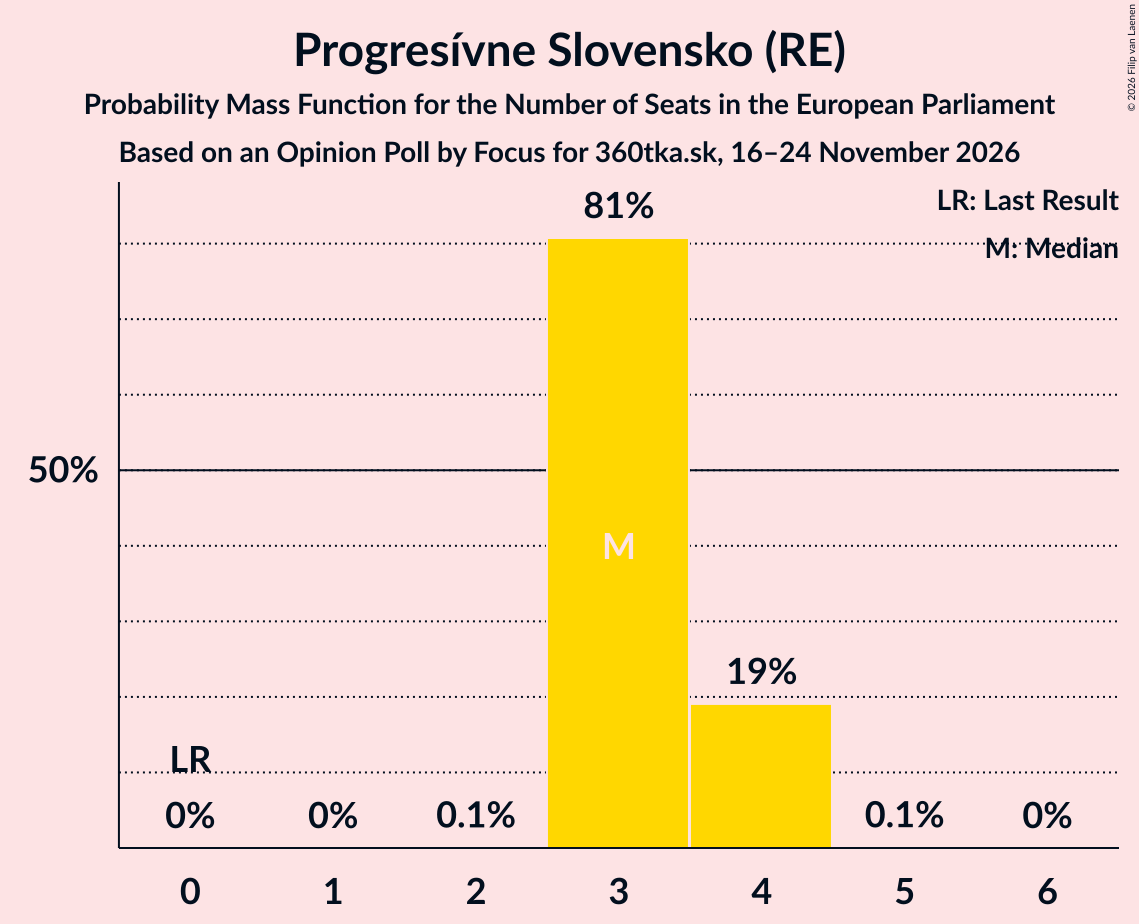 Progresívne Slovensko (RE)
Probability Mass Function for the Number of Seats in the European Parliament
Based on an Opinion Poll by Focus for 360tka.sk, 16–24 November 2026
© 2026 Filip van Laenen
LR: Last Result
M: Median
81%
50%
M
19%
LR
0%
0%
0.1%
0.1%
0%
0
1
2
3
4
5
6